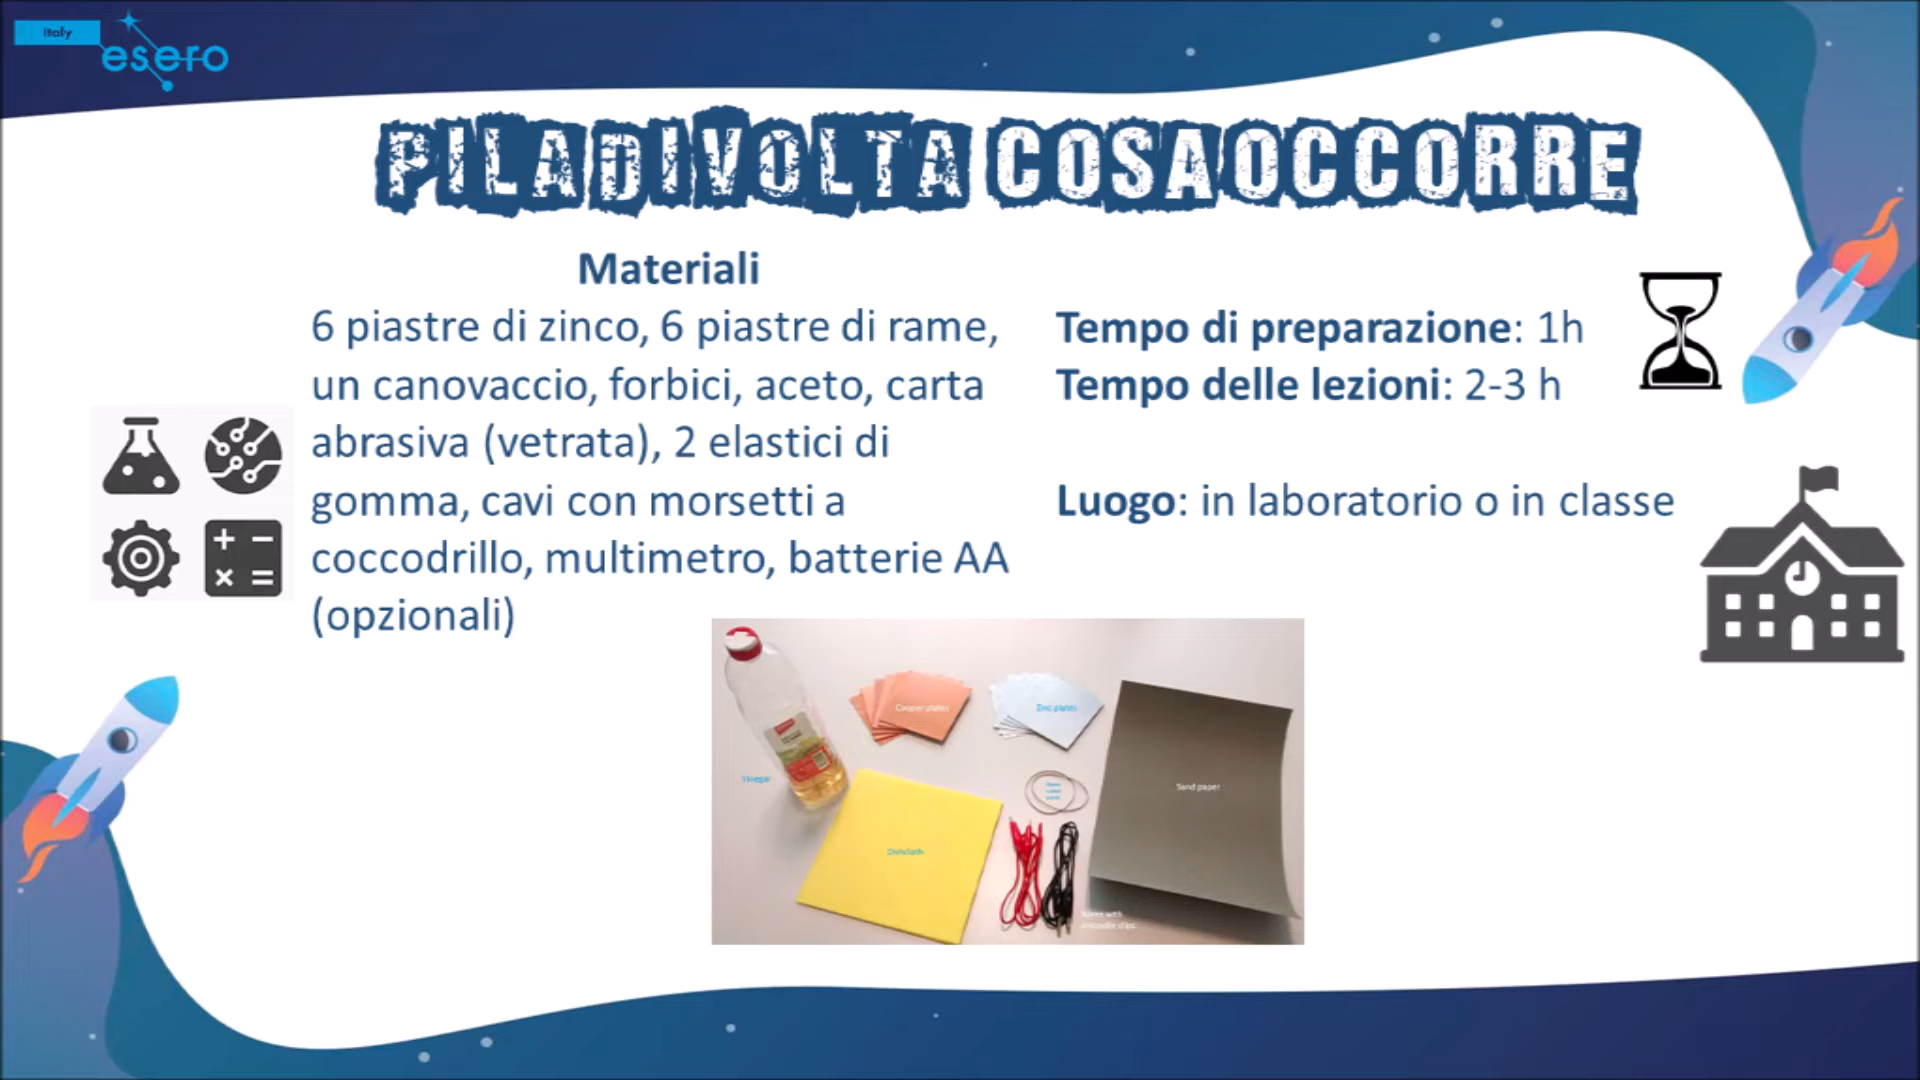 italy
esero
PILA DI VOLTA COSA OCCORRE
Materiali
6 piastre di zinco, 6 piastre di rame,
un canovaccio, forbici, aceto, carta
abrasiva (vetrata), 2 elastici di
gomma, cavi con morsetti a
coccodrillo, multimetro, batterie AA
(opzionali)
Tempo di preparazione: 1h
Tempo delle lezioni: 2-3 h
Luogo: in laboratorio o in classe
Cooper plates
Zinc plates
Vinegar
Sand paper
Dishcloth